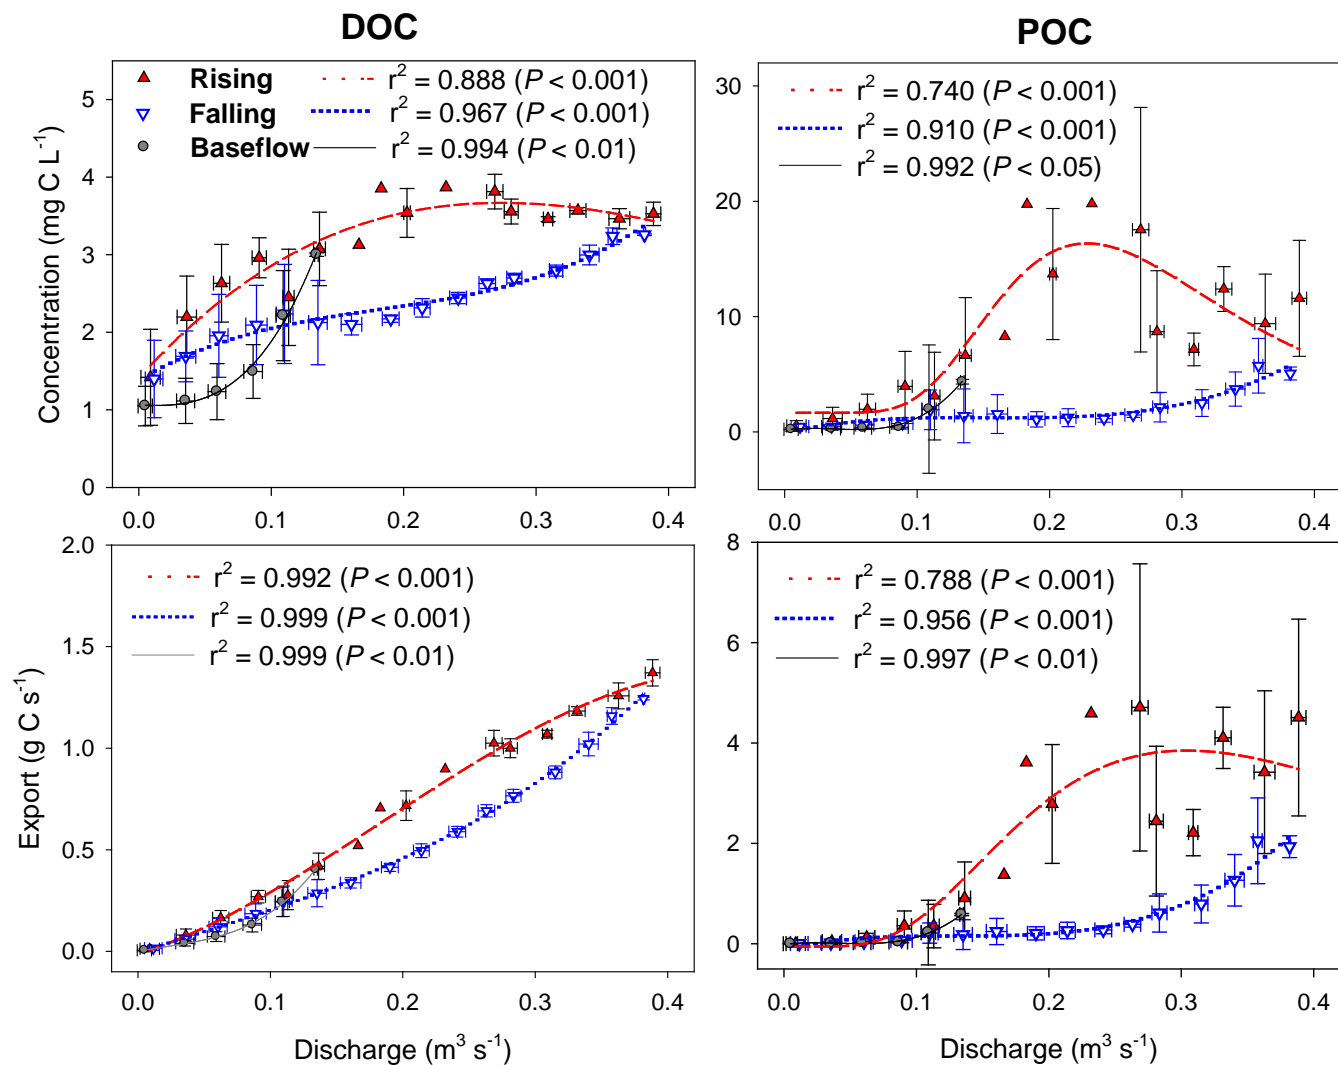 DOC
POC
Rising r² = 0.888 (P < 0.001)
Falling r² = 0.967 (P < 0.001)
Baseflow r² = 0.994 (P < 0.01)
Concentration (mg C L⁻¹)
5
4
3
2
1
0
0.0 0.1 0.2 0.3 0.4
r² = 0.740 (P < 0.001)
r² = 0.910 (P < 0.001)
r² = 0.992 (P < 0.05)
30
20
10
0
0.0 0.1 0.2 0.3 0.4
r² = 0.992 (P < 0.001)
r² = 0.999 (P < 0.001)
r² = 0.999 (P < 0.01)
Export (g C s⁻¹)
2.0
1.5
1.0
0.5
0.0
0.0 0.1 0.2 0.3 0.4
Discharge (m³ s⁻¹)
r² = 0.788 (P < 0.001)
r² = 0.956 (P < 0.001)
r² = 0.997 (P < 0.01)
8
6
4
2
0
0.0 0.1 0.2 0.3 0.4
Discharge (m³ s⁻¹)